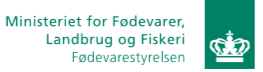 Ministeriet for Fødevarer,
Landbrug og Fiskeri
Fødevarestyrelsen